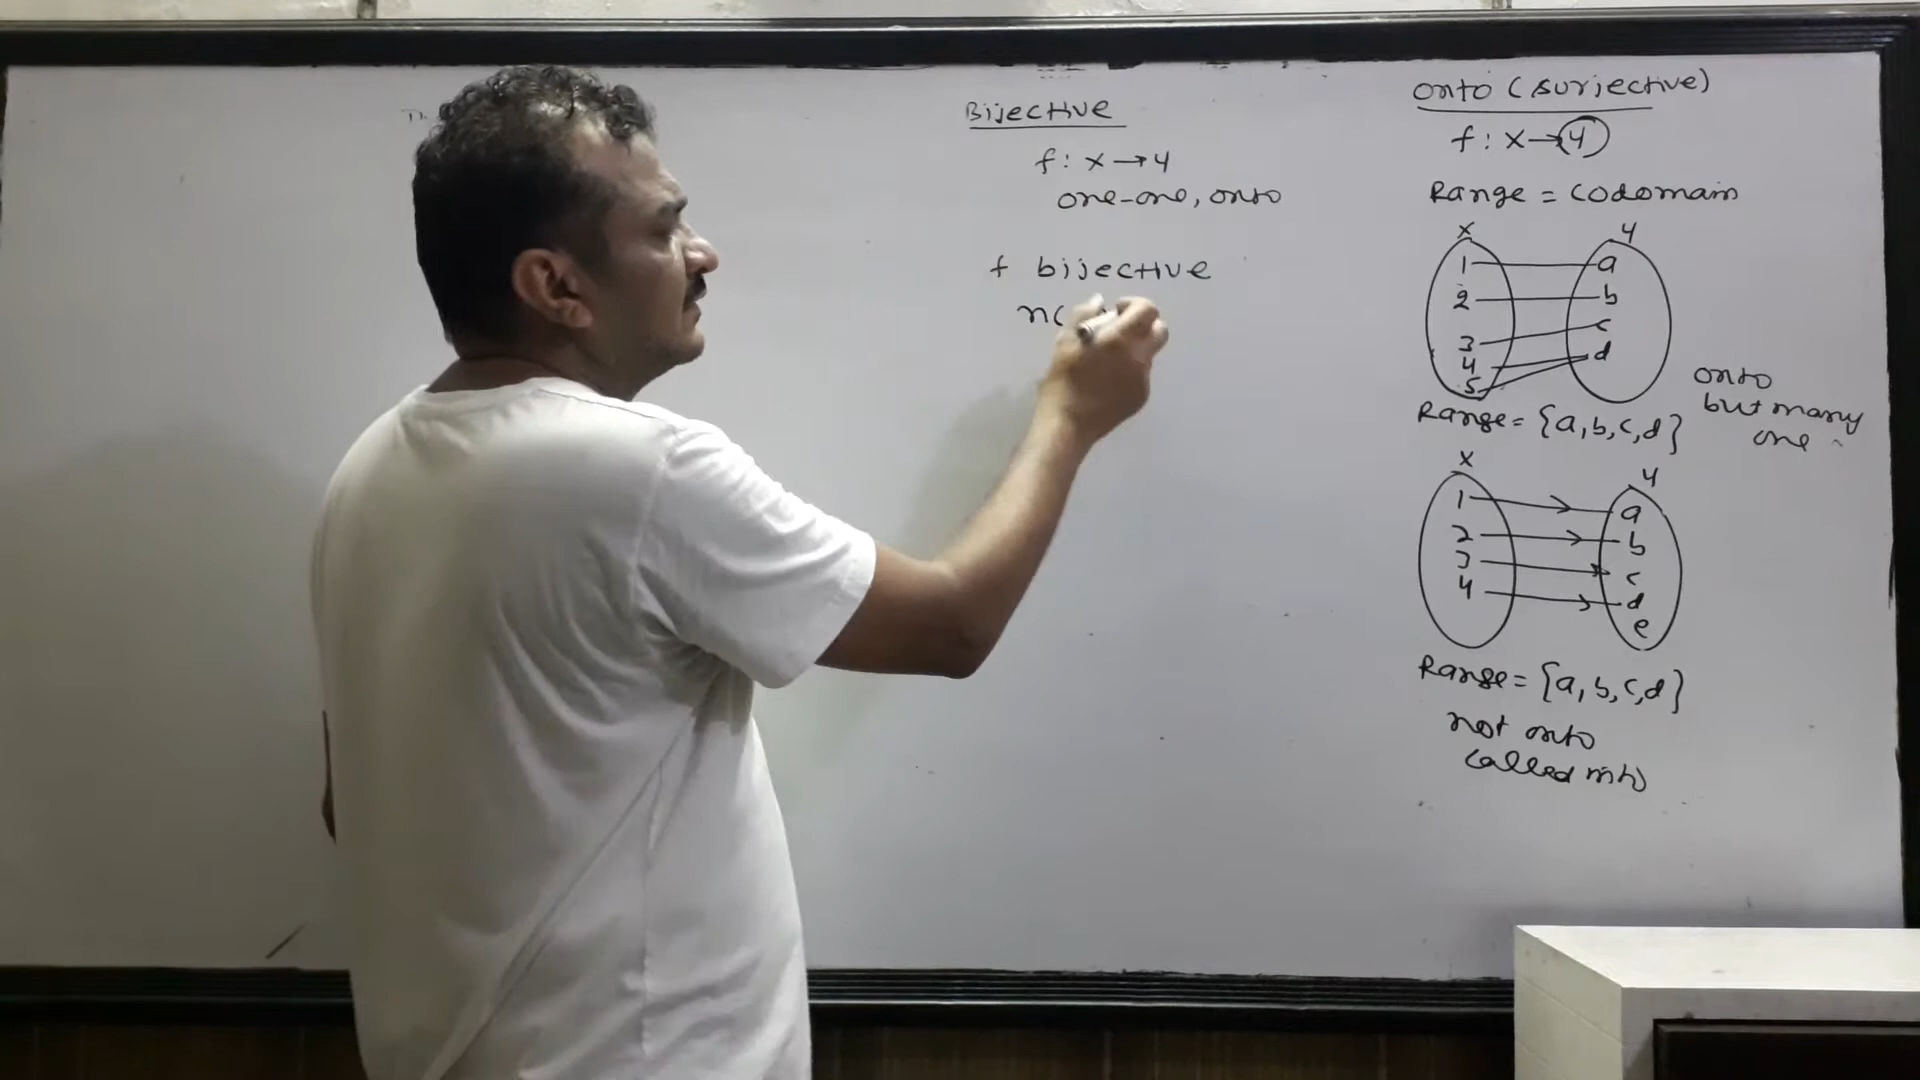 Bijective
f : x → y
one-one, onto
f bijective
n(
onto (surjective)
f : x → y
Range = codomain
x y
1 a
2 b
3 c
4 d
5
Range = {a, b, c, d}
onto
but many
one
x y
1 a
2 b
3 c
4 d
e
Range = {a, b, c, d}
not onto
called into